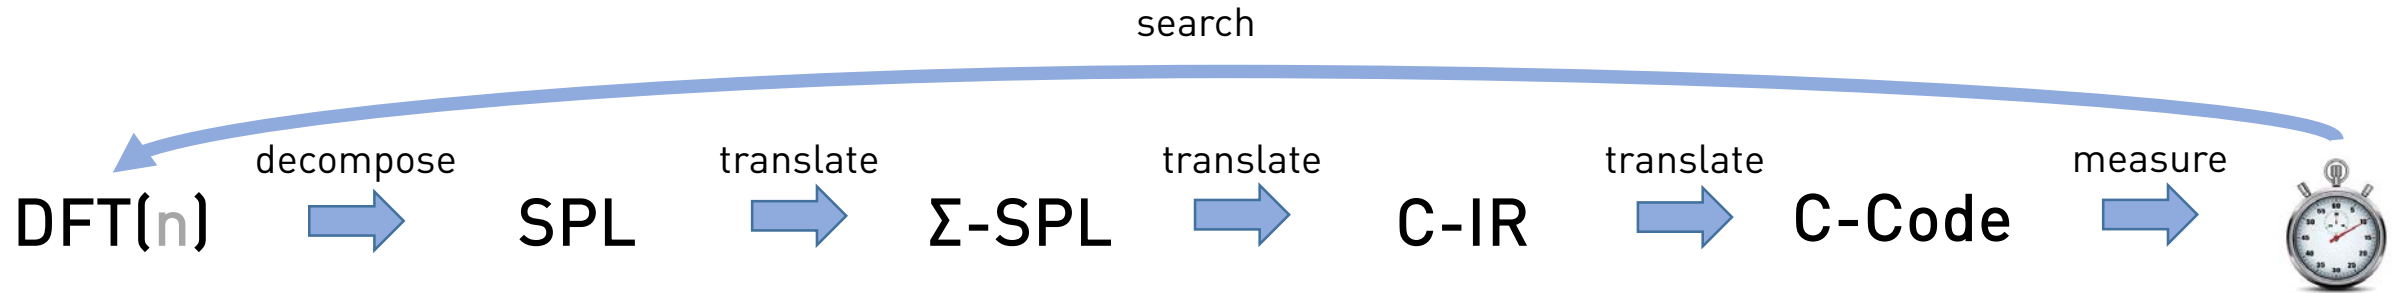 search
decompose translate translate translate measure
DFT(n) SPL Σ-SPL C-IR C-Code